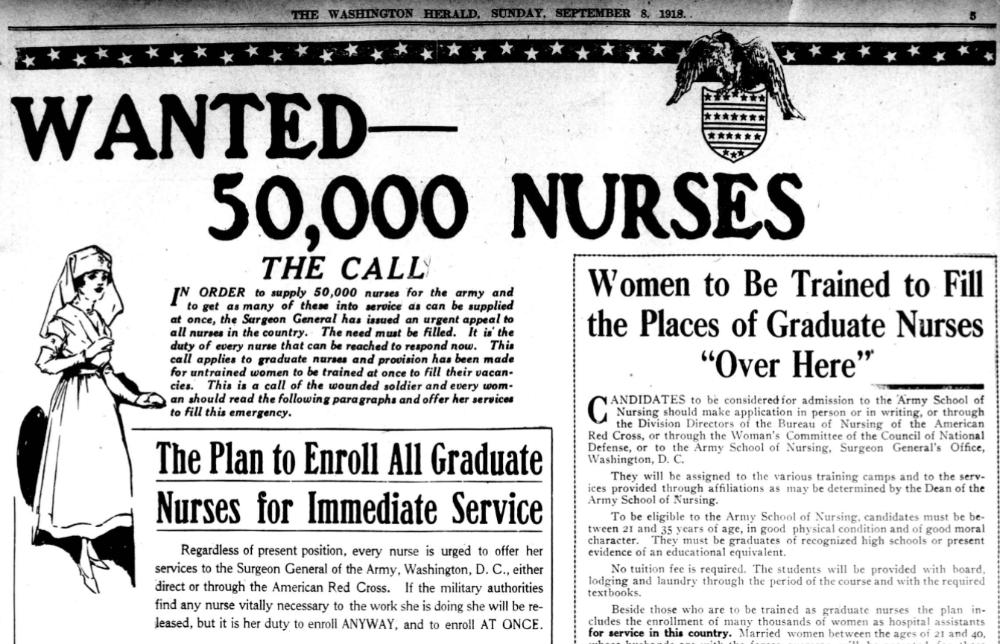 THE WASHINGTON HERALD, SUNDAY, SEPTEMBER 8, 1918.
5
WANTED—
50,000 NURSES
THE CALL
IN ORDER to supply 50,000 nurses for the army and
to get as many of these into service as can be supplied
at once, the Surgeon General has issued an urgent appeal to
all nurses in the country. The need must be filled. It is the
duty of every nurse that can be reached to respond now. This
call applies to graduate nurses and provision has been made
for untrained women to be trained at once to fill their vacan-
cies. This is a call of the wounded soldier and every wom-
an should read the following paragraphs and offer her services
to fill this emergency.
The Plan to Enroll All Graduate
Nurses for Immediate Service
Regardless of present position, every nurse is urged to offer her
services to the Surgeon General of the Army, Washington, D. C., either
direct or through the American Red Cross. If the military authorities
find any nurse vitally necessary to the work she is doing she will be re-
leased, but it is her duty to enroll ANYWAY, and to enroll AT ONCE.
Women to Be Trained to Fill
the Places of Graduate Nurses
"Over Here"
CANDIDATES to be considered for admission to the Army School of
Nursing should make application in person or in writing, or through
the Division Directors of the Bureau of Nursing of the American
Red Cross, or through the Woman's Committee of the Council of National
Defense, or to the Army School of Nursing, Surgeon General's Office,
Washington, D. C.
They will be assigned to the various training camps and to the serv-
ices provided through affiliations as may be determined by the Dean of the
Army School of Nursing.
To be eligible to the Army School of Nursing, candidates must be be-
tween 21 and 35 years of age, in good physical condition and of good moral
character. They must be graduates of recognized high schools or present
evidence of an educational equivalent.
No tuition fee is required. The students will be provided with board,
lodging and laundry through the period of the course and with the required
textbooks.
Beside those who are to be trained as graduate nurses the plan in-
cludes the enrollment of many thousands of women as hospital assistants
for service in this country. Married women between the ages of 21 and 40,